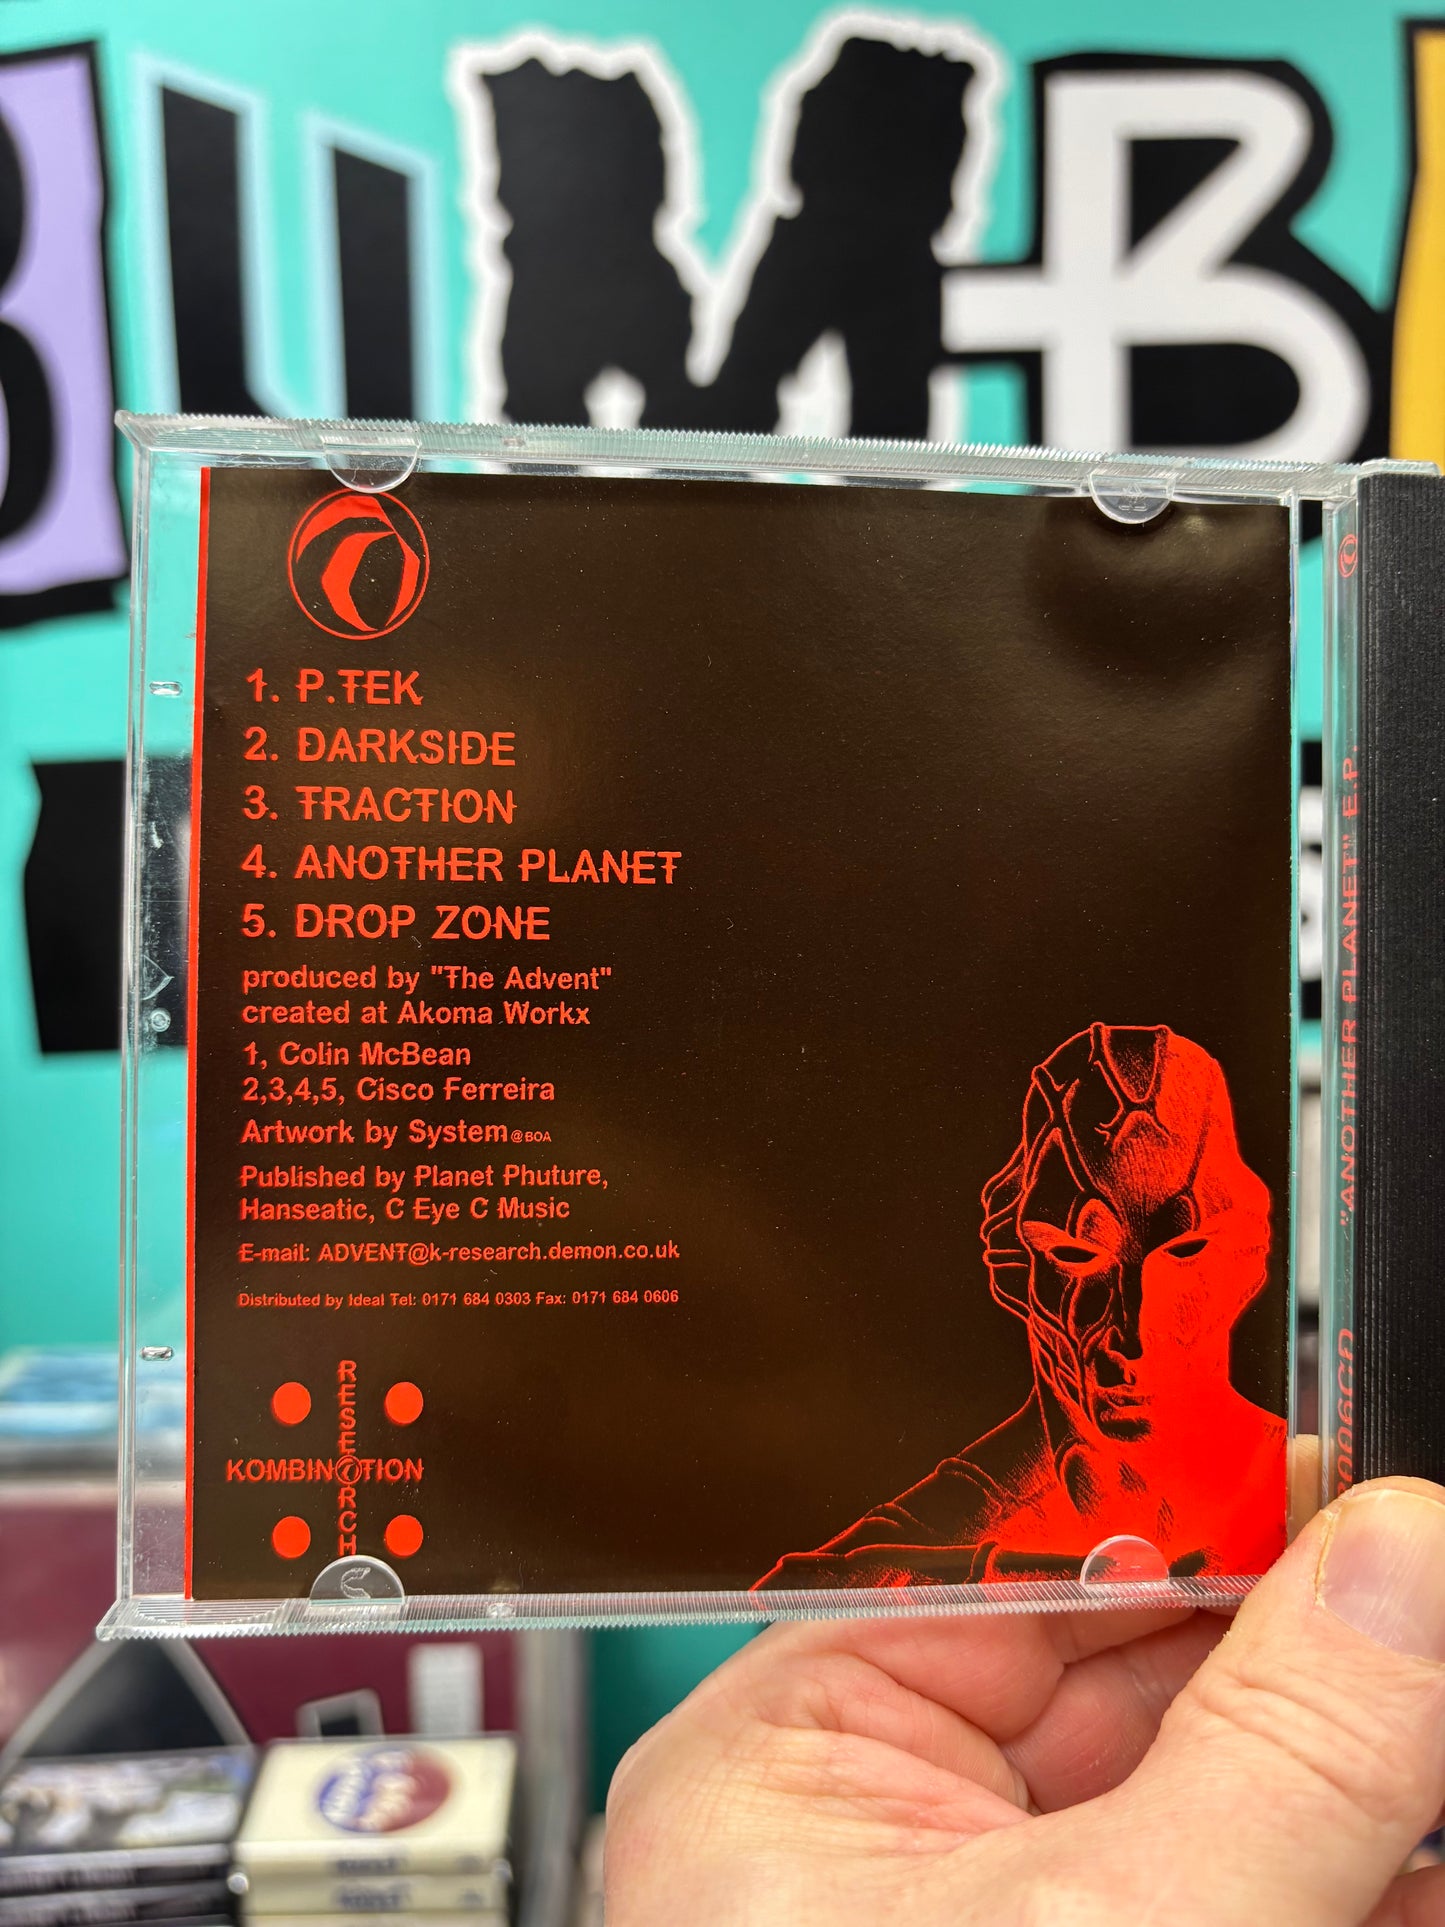 BUMB
1. P.TEK
2. DARKSIDE
3. TRACTION
4. ANOTHER PLANET
5. DROP ZONE
produced by "The Advent"
created at Akoma Workx
1, Colin McBean
2,3,4,5, Cisco Ferreira
Artwork by System@BOA
Published by Planet Phuture,
Hanseatic, C Eye C Music
E-mail: ADVENT@k-research.demon.co.uk
Distributed by Ideal Tel: 0171 684 0303 Fax: 0171 684 0606
KOMBINATION
RESEARCH
"ANOTHER PLANET" E.P.